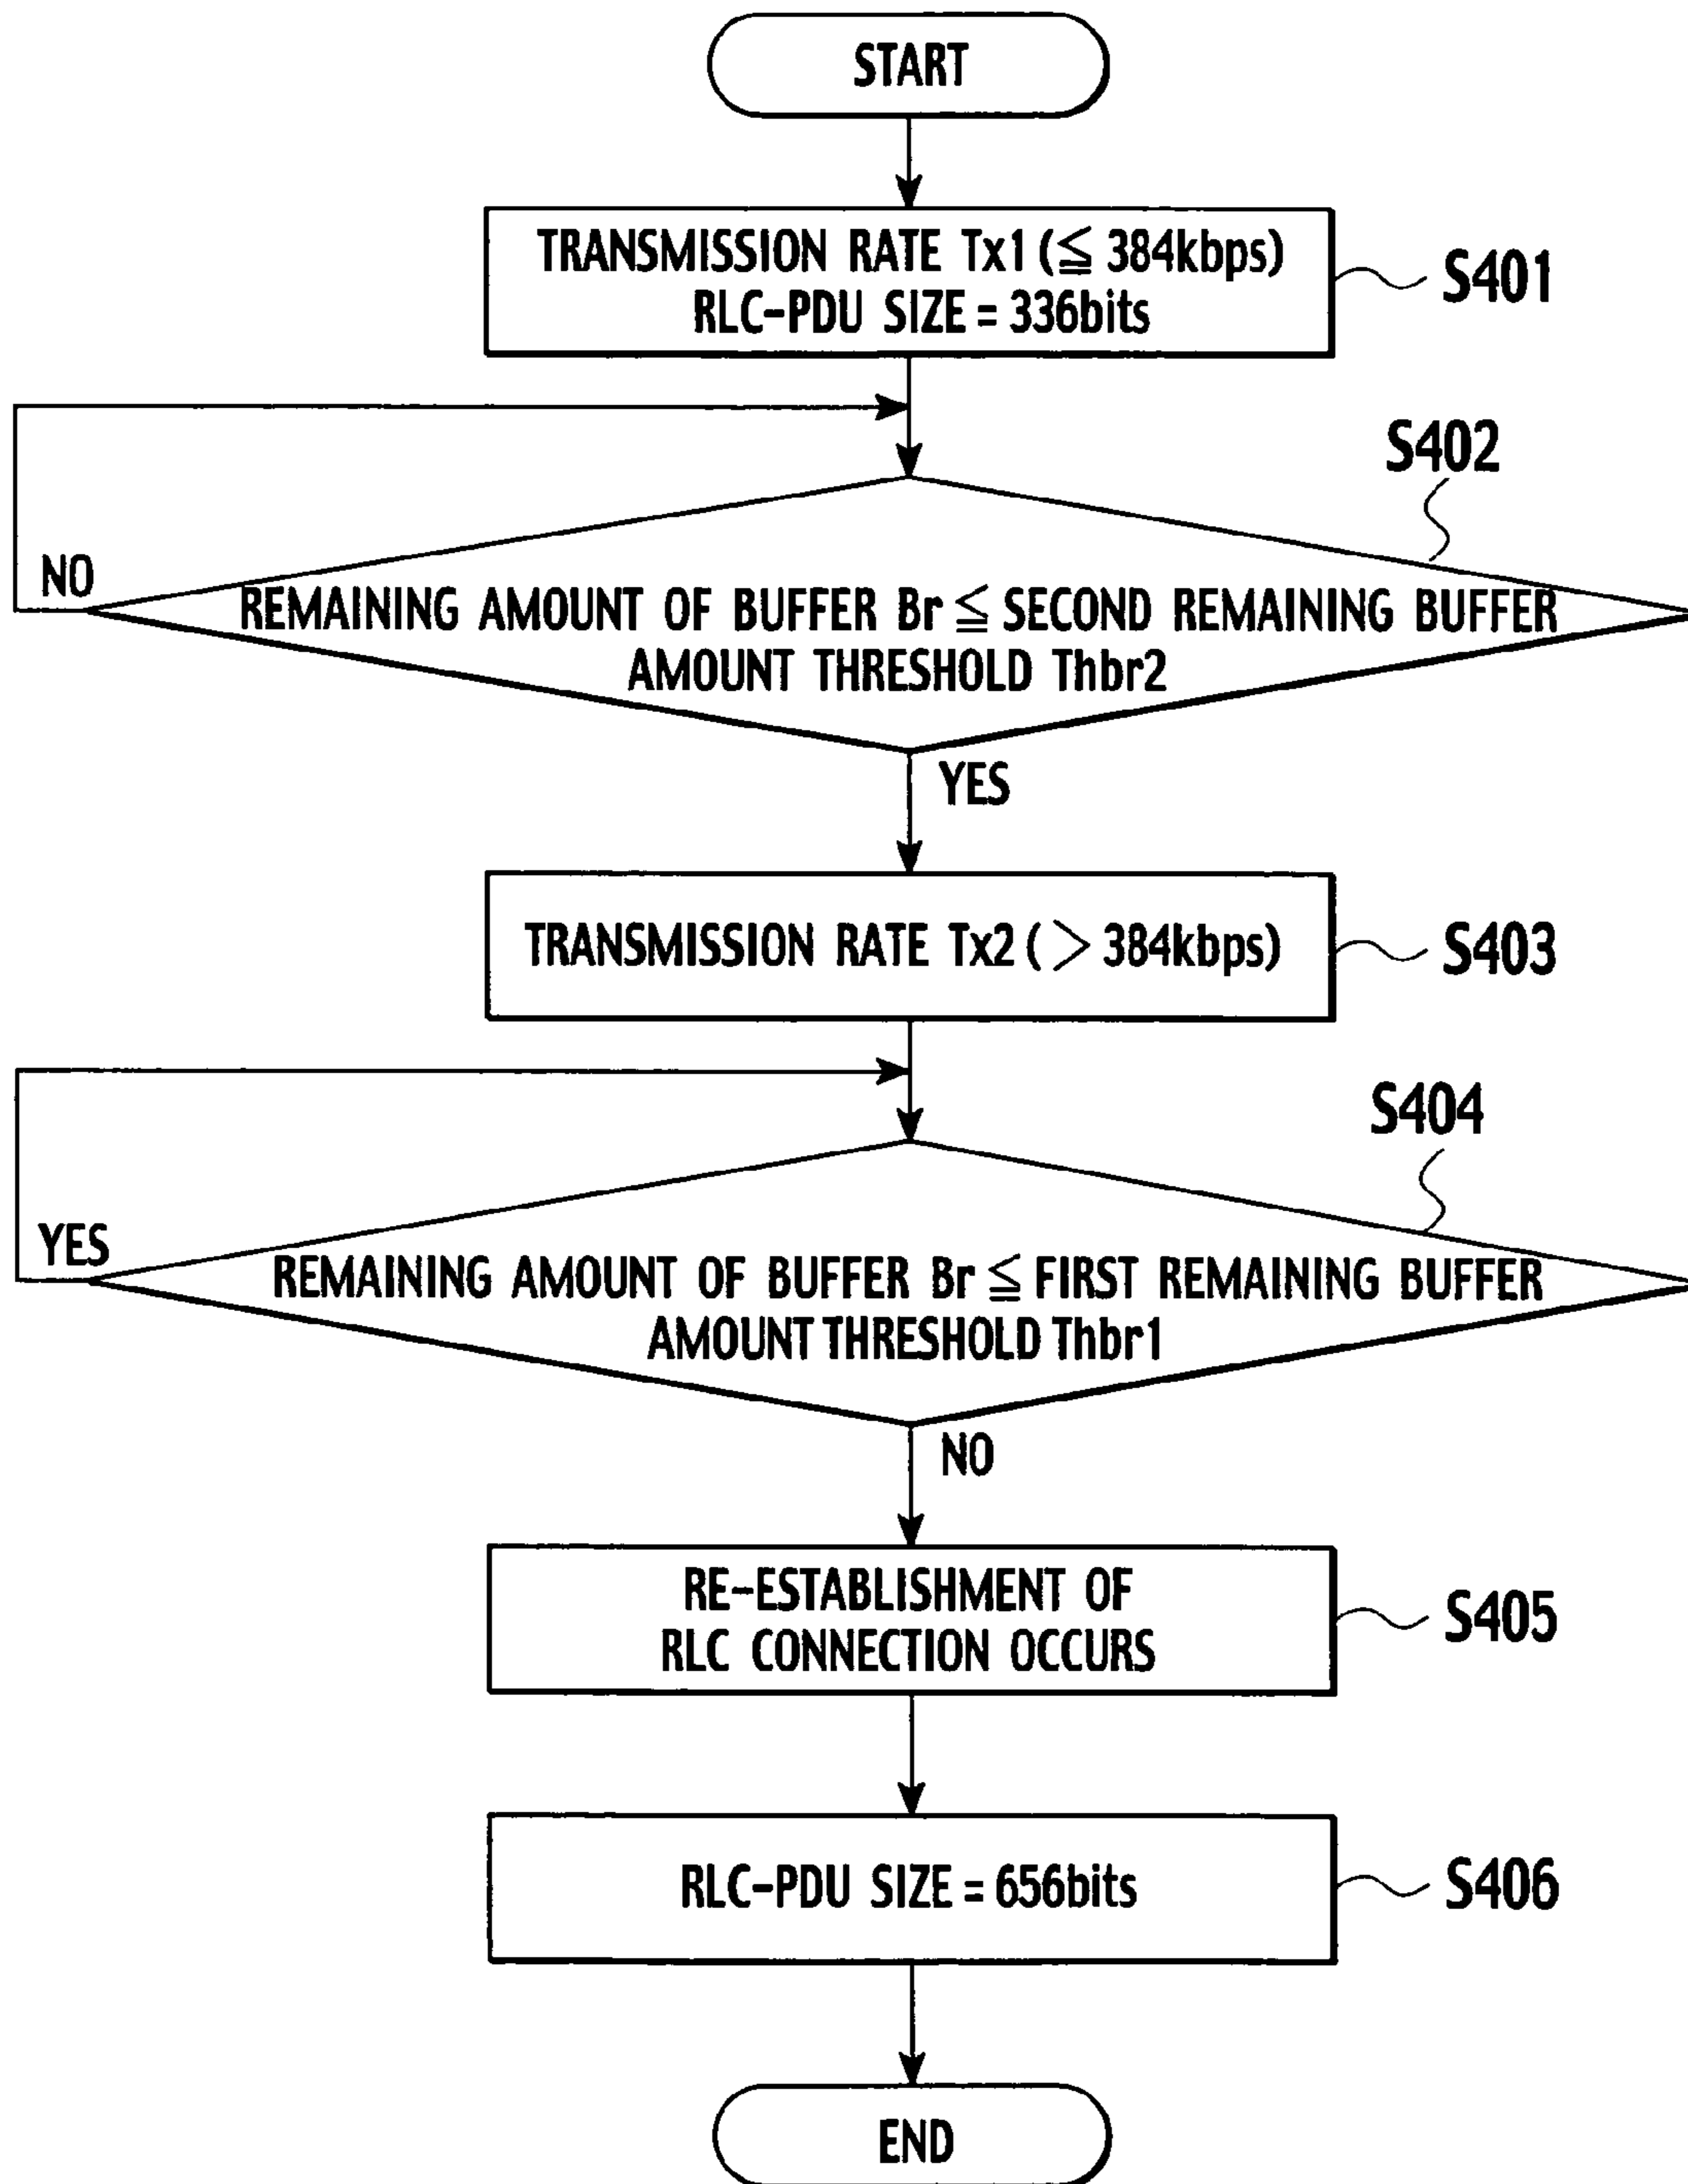 START
TRANSMISSION RATE Tx1 (≦ 384kbps)
RLC-PDU SIZE = 336bits
S401
S402
NO
REMAINING AMOUNT OF BUFFER Br ≦ SECOND REMAINING BUFFER
AMOUNT THRESHOLD Thbr2
YES
TRANSMISSION RATE Tx2 ( > 384kbps)
S403
S404
YES
REMAINING AMOUNT OF BUFFER Br ≦ FIRST REMAINING BUFFER
AMOUNT THRESHOLD Thbr1
NO
RE-ESTABLISHMENT OF
RLC CONNECTION OCCURS
S405
RLC-PDU SIZE = 656bits
S406
END